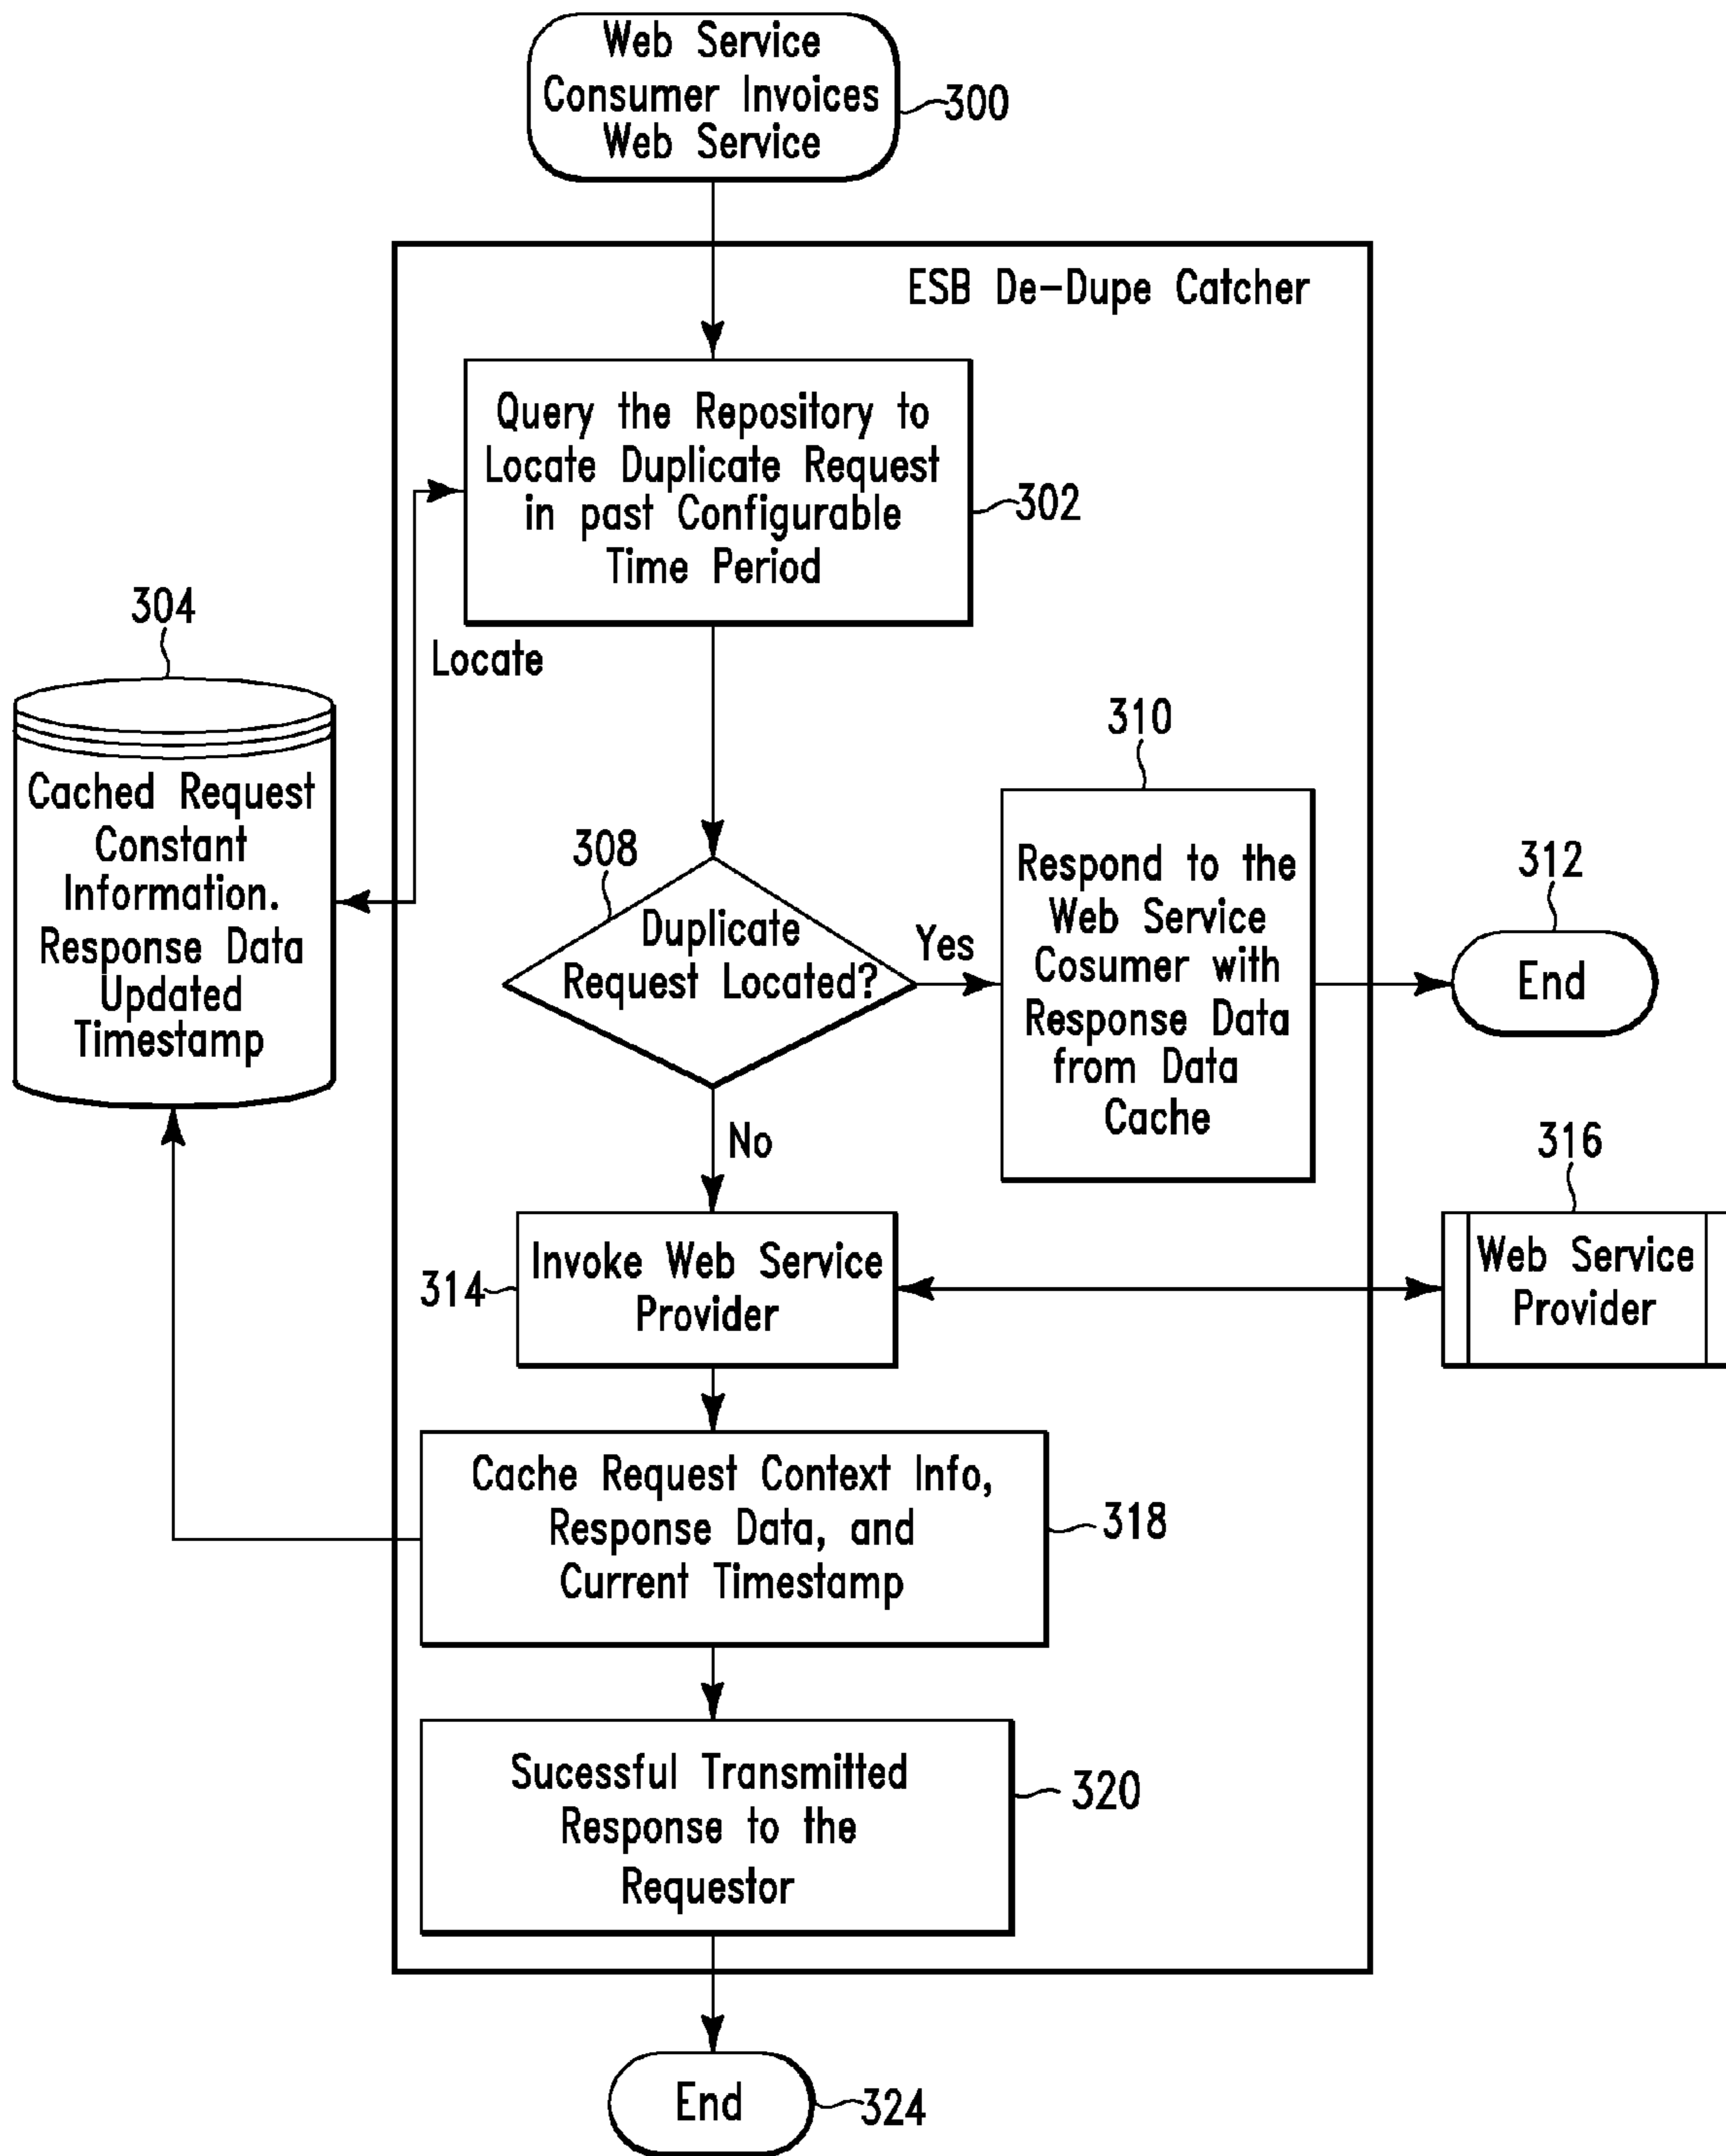 Web Service
Consumer Invoices
Web Service
300
ESB De-Dupe Catcher
Query the Repository to
Locate Duplicate Request
in past Configurable
Time Period
302
Locate
304
Cached Request
Constant
Information.
Response Data
Updated
Timestamp
308
Duplicate
Request Located?
Yes
No
310
Respond to the
Web Service
Cosumer with
Response Data
from Data
Cache
312
End
314
Invoke Web Service
Provider
316
Web Service
Provider
Cache Request Context Info,
Response Data, and
Current Timestamp
318
Sucessful Transmitted
Response to the
Requestor
320
End
324